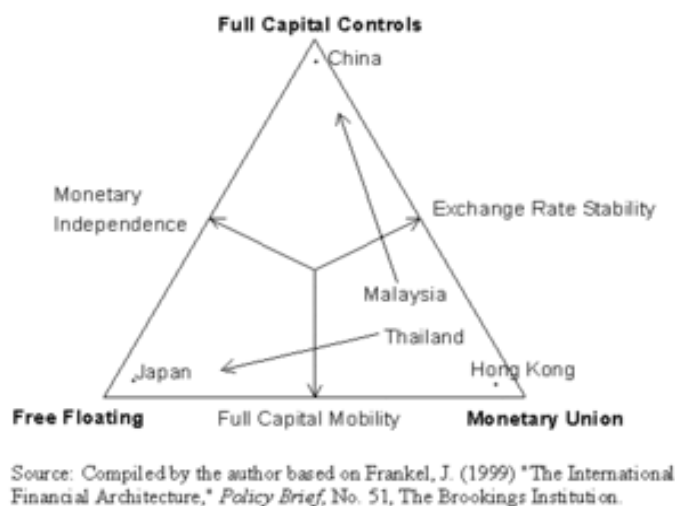 Full Capital Controls
China
Monetary
Independence
Exchange Rate Stability
Malaysia
Thailand
Japan
Hong Kong
Free Floating
Full Capital Mobility
Monetary Union
Source: Compiled by the author based on Frankel, J. (1999) "The International
Financial Architecture," Policy Brief, No. 51, The Brookings Institution.